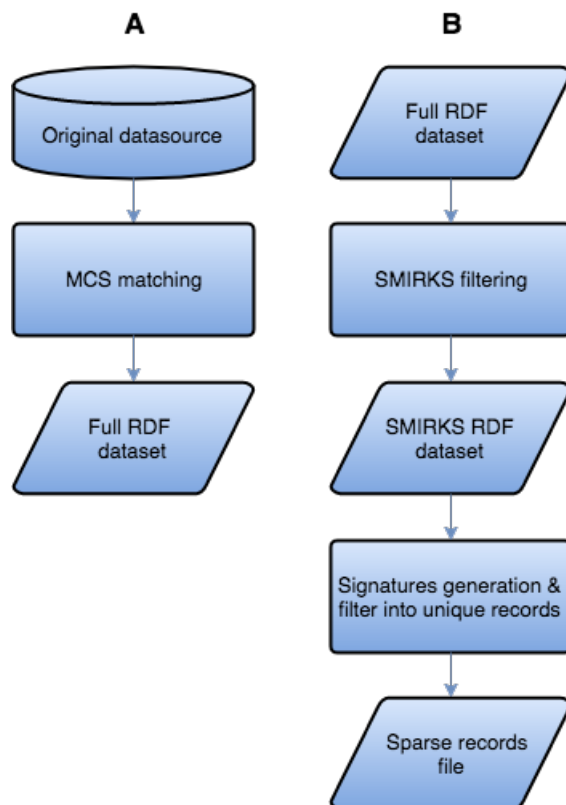 A
Original datasource
MCS matching
Full RDF
dataset
B
Full RDF
dataset
SMIRKS filtering
SMIRKS RDF
dataset
Signatures generation &
filter into unique records
Sparse records
file